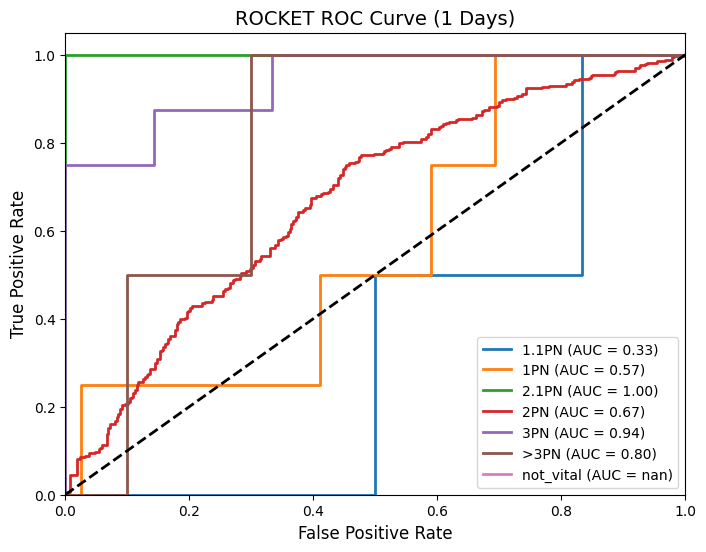 ROCKET ROC Curve (1 Days)
True Positive Rate
1.0
0.8
0.6
0.4
0.2
0.0
1.1PN (AUC = 0.33)
1PN (AUC = 0.57)
2.1PN (AUC = 1.00)
2PN (AUC = 0.67)
3PN (AUC = 0.94)
>3PN (AUC = 0.80)
not_vital (AUC = nan)
0.0 0.2 0.4 0.6 0.8 1.0
False Positive Rate